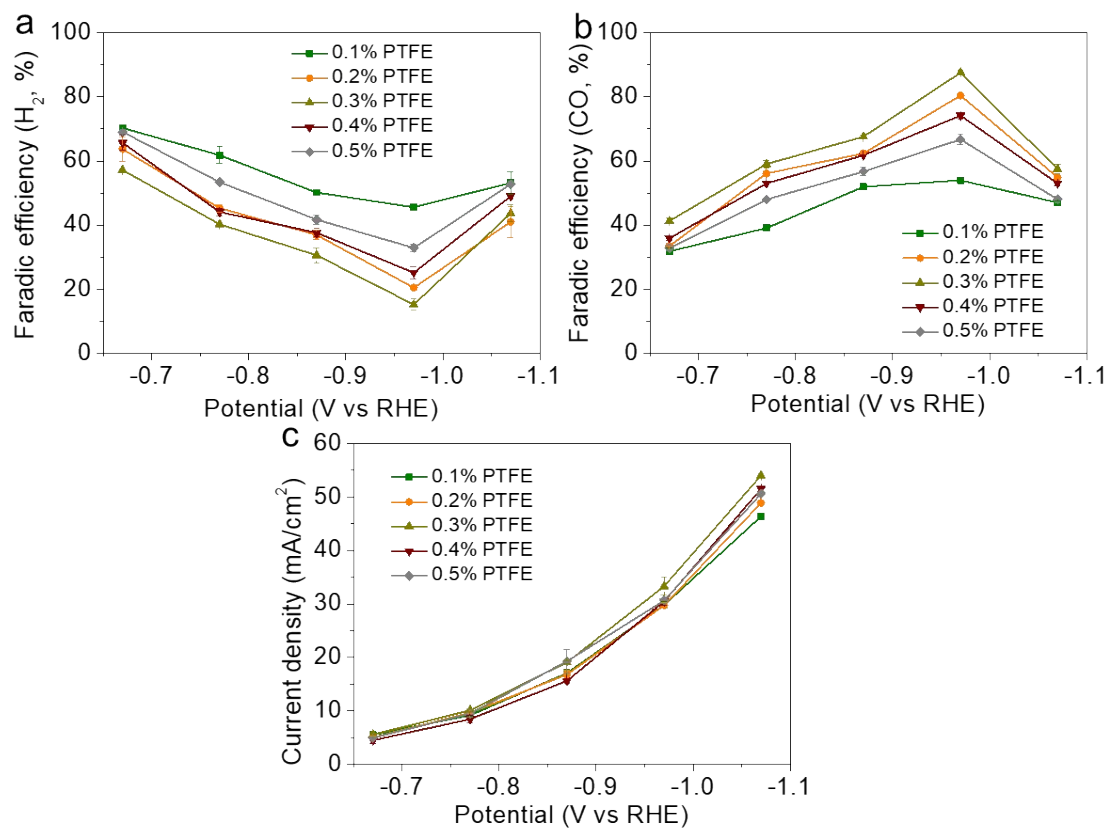 a
Faradic efficiency (H2, %)
100
80
60
40
20
0
0.1% PTFE
0.2% PTFE
0.3% PTFE
0.4% PTFE
0.5% PTFE
-0.7
-0.8
-0.9
-1.0
-1.1
Potential (V vs RHE)
b
Faradic efficiency (CO, %)
100
80
60
40
20
0
0.1% PTFE
0.2% PTFE
0.3% PTFE
0.4% PTFE
0.5% PTFE
-0.7
-0.8
-0.9
-1.0
-1.1
Potential (V vs RHE)
c
Current density (mA/cm2)
60
50
40
30
20
10
0
0.1% PTFE
0.2% PTFE
0.3% PTFE
0.4% PTFE
0.5% PTFE
-0.7
-0.8
-0.9
-1.0
-1.1
Potential (V vs RHE)